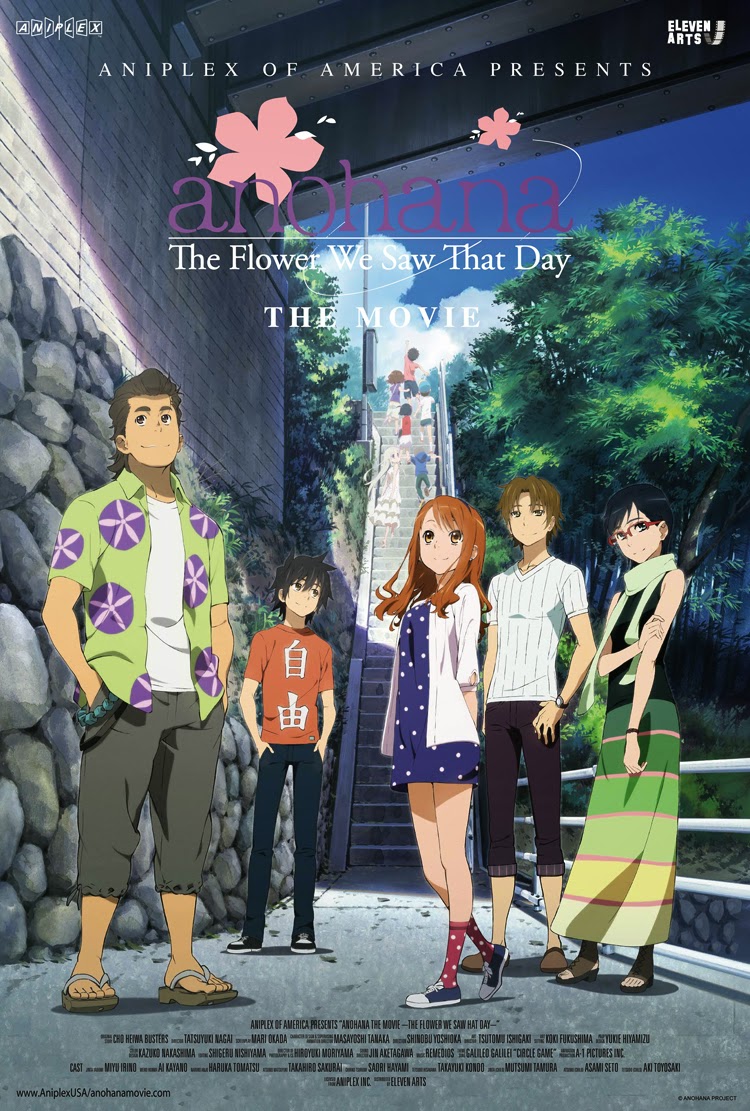 ANIPLEX
ELEVEN
ARTS
ANIPLEX OF AMERICA PRESENTS
anohana
The Flower We Saw That Day
THE MOVIE
自
由
ANIPLEX OF AMERICA PRESENTS "ANOHANA THE MOVIE —THE FLOWER WE SAW HAT DAY—"
CHO HEIWA BUSTERS TATSUYUKI NAGAI MARI OKADA MASAYOSHI TANAKA SHINOBU YOSHIOKA TSUTOMU ISHIGAKI KOKI FUKUSHIMA YUKIE HIYAMIZU
KAZUKO NAKASHIMA EDITING SHIGERU NISHIYAMA HIROYUKI MORIYAMA JIN AKETAGAWA REMEDIOS GALILEO GALILEI "CIRCLE GAME" A-1 PICTURES INC.
CAST MIYU IRINO AI KAYANO HARUKA TOMATSU TAKAHIRO SAKURAI SAORI HAYAMI TAKAYUKI KONDO MUTSUMI TAMURA ASAMI SETO AKI TOYOSAKI
ANIPLEX INC. ELEVEN ARTS
www.AniplexUSA/anohanamovie.com
© ANOHANA PROJECT